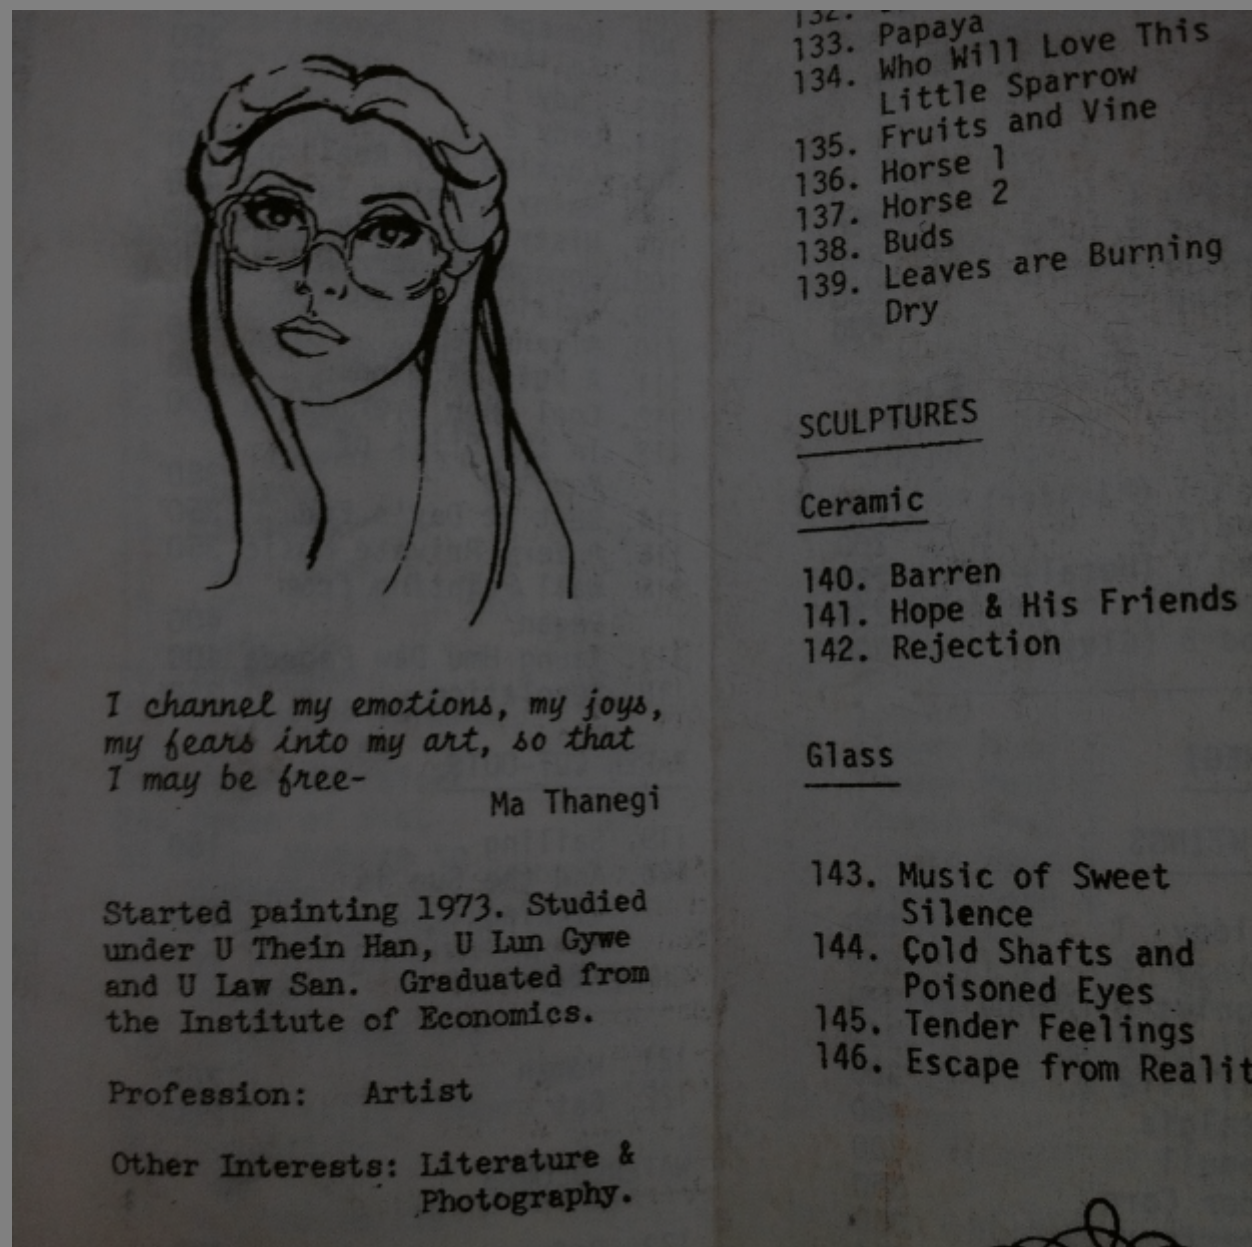 I channel my emotions, my joys,
my fears into my art, so that
I may be free-
Ma Thanegi
Started painting 1973. Studied
under U Thein Han, U Lun Gywe
and U Law San. Graduated from
the Institute of Economics.
Profession: Artist
Other Interests: Literature &
Photography.
132.
133. Papaya
134. Who Will Love This
Little Sparrow
135. Fruits and Vine
136. Horse 1
137. Horse 2
138. Buds
139. Leaves are Burning
Dry
SCULPTURES
Ceramic
140. Barren
141. Hope & His Friends
142. Rejection
Glass
143. Music of Sweet
Silence
144. Cold Shafts and
Poisoned Eyes
145. Tender Feelings
146. Escape from Realit